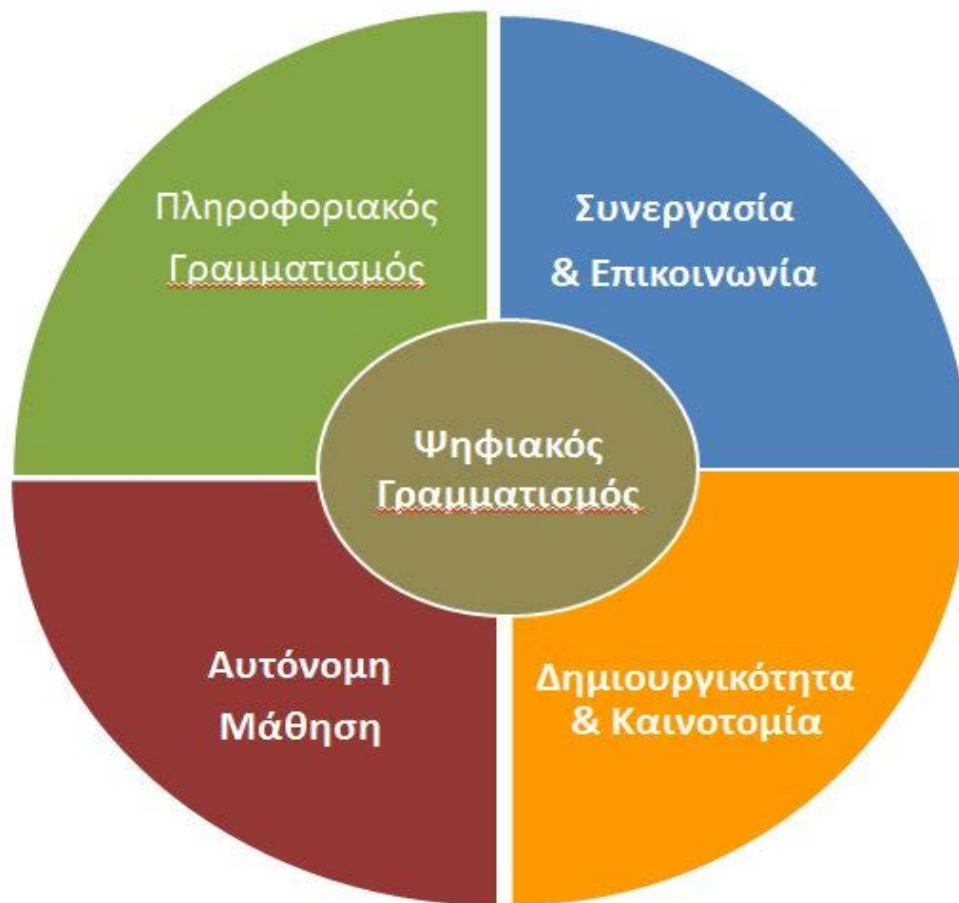 Πληροφοριακός
Γραμματισμός
Συνεργασία
& Επικοινωνία
Ψηφιακός
Γραμματισμός
Αυτόνομη
Μάθηση
Δημιουργικότητα
& Καινοτομία